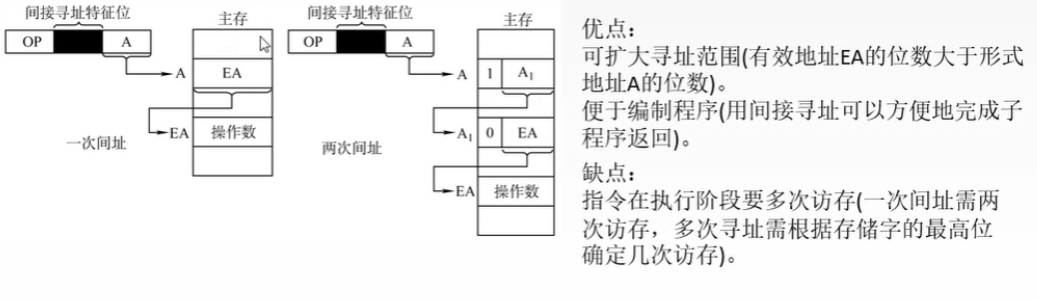 间接寻址特征位
主存
OP
A
A
EA
EA
操作数
一次间址
间接寻址特征位
主存
OP
A
A
1
A₁
A₁
0
EA
EA
操作数
两次间址
优点：
可扩大寻址范围(有效地址EA的位数大于形式
地址A的位数)。
便于编制程序(用间接寻址可以方便地完成子
程序返回)。
缺点：
指令在执行阶段要多次访存(一次间址需两
次访存，多次寻址需根据存储字的最高位
确定几次访存)。